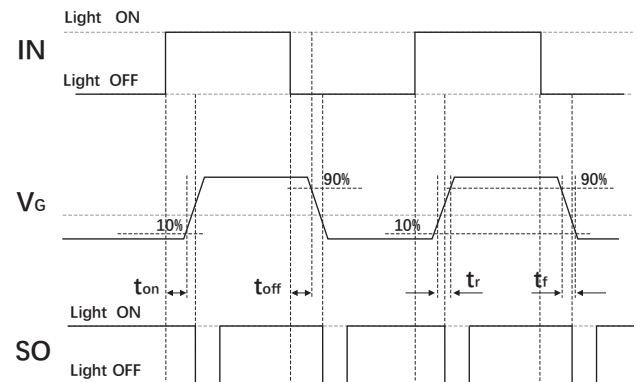 Light ON
IN
Light OFF
90%
90%
VG
10%
10%
ton
toff
tr
tf
Light ON
SO
Light OFF